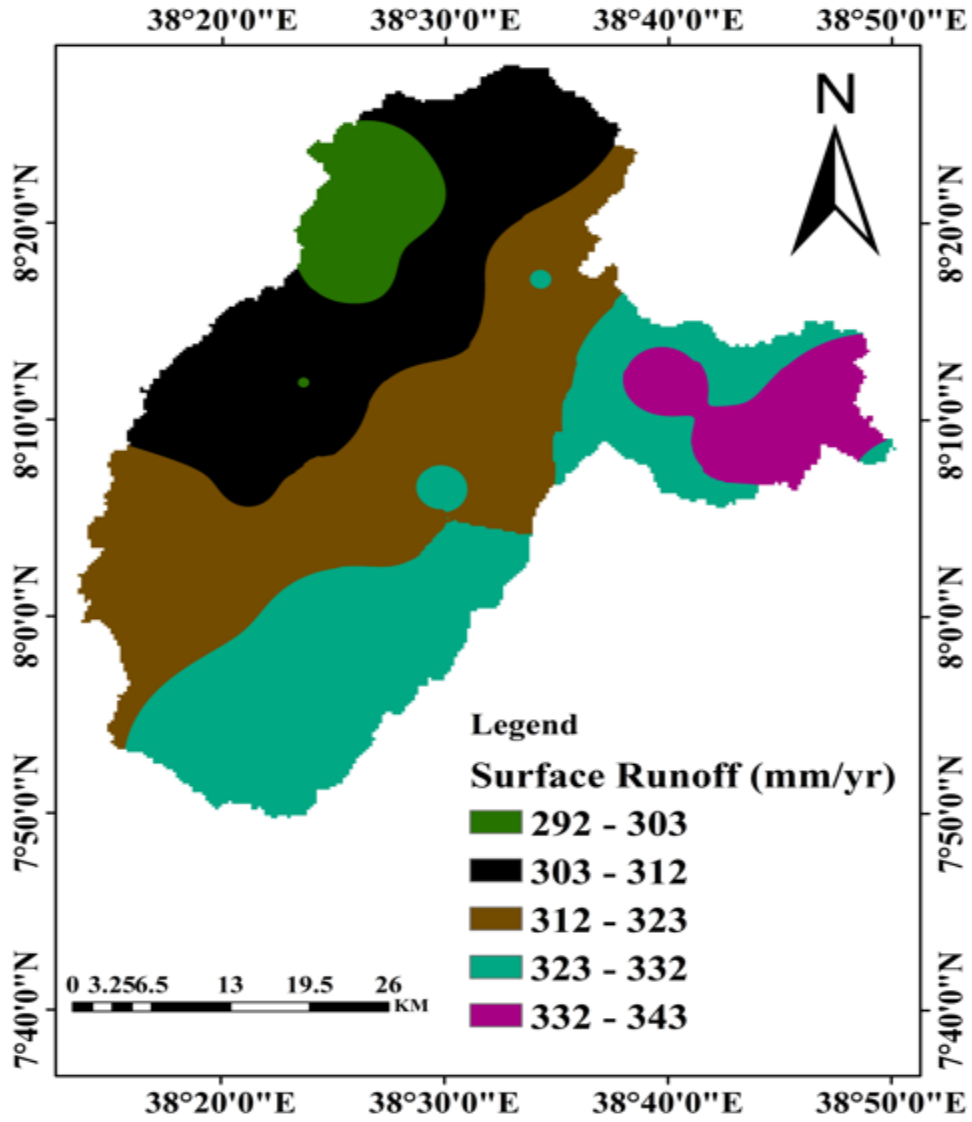 38°20'0"E 38°30'0"E 38°40'0"E 38°50'0"E
N
8°20'0"N
8°20'0"N
8°10'0"N
8°10'0"N
8°0'0"N
8°0'0"N
Legend
Surface Runoff (mm/yr)
292 - 303
303 - 312
312 - 323
323 - 332
332 - 343
7°50'0"N
7°50'0"N
0 3.256.5 13 19.5 26
KM
7°40'0"N
7°40'0"N
38°20'0"E 38°30'0"E 38°40'0"E 38°50'0"E